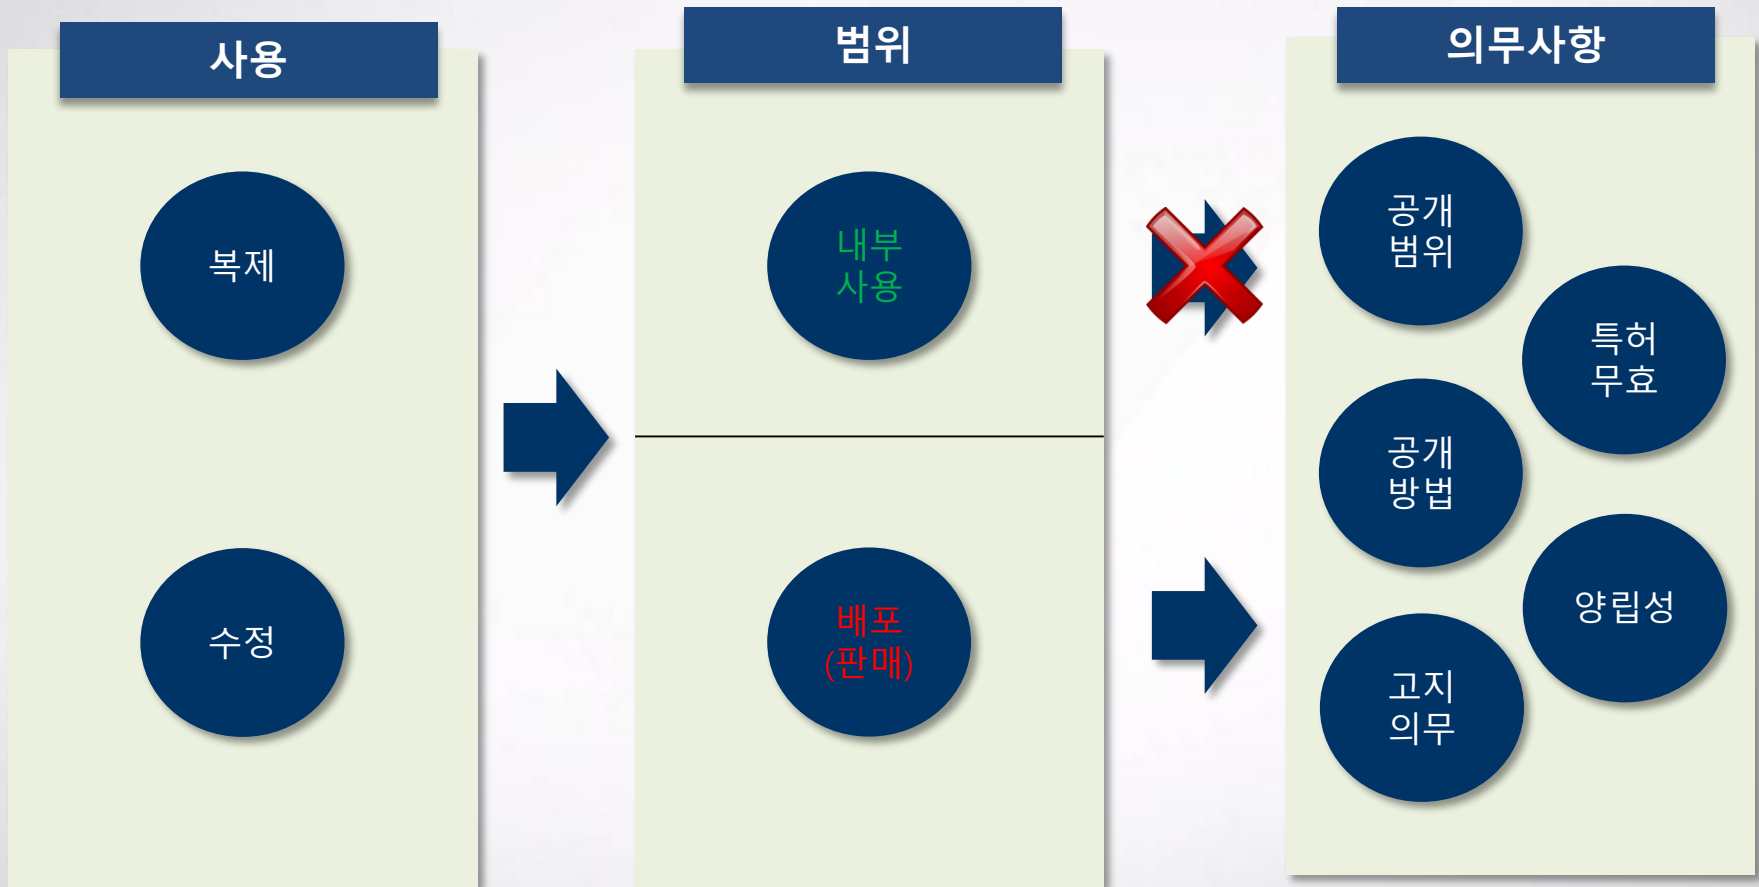 사용
복제
수정
범위
내부
사용
배포
(판매)
의무사항
공개
범위
특허
무효
공개
방법
양립성
고지
의무